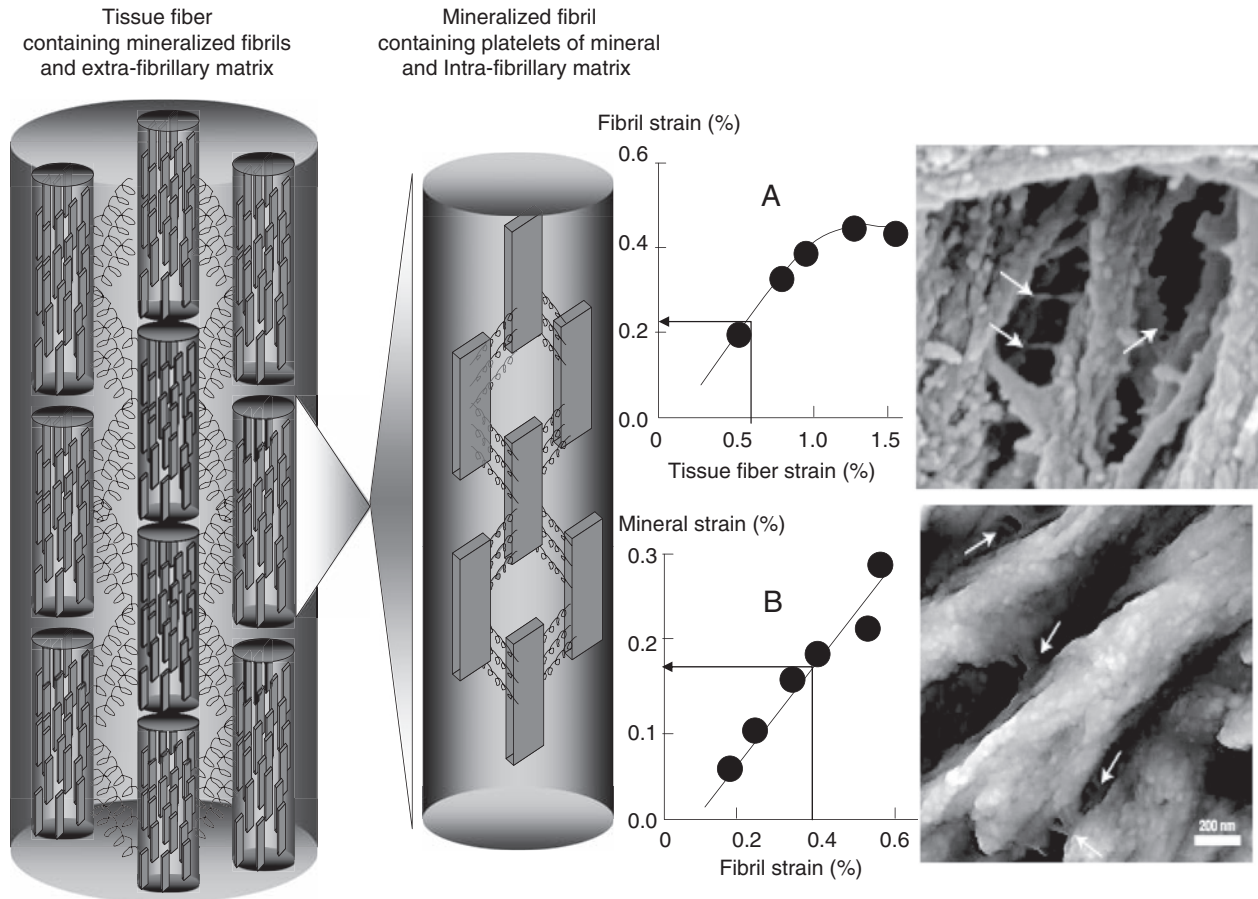 Tissue fiber
containing mineralized fibrils
and extra-fibrillary matrix
Mineralized fibril
containing platelets of mineral
and Intra-fibrillary matrix
Fibril strain (%)
0.6
A
0.4
0.2
0.0
0
0.5
1.0
1.5
Tissue fiber strain (%)
Mineral strain (%)
0.3
B
0.2
0.1
0.0
0
0.2
0.4
0.6
Fibril strain (%)
200 nm